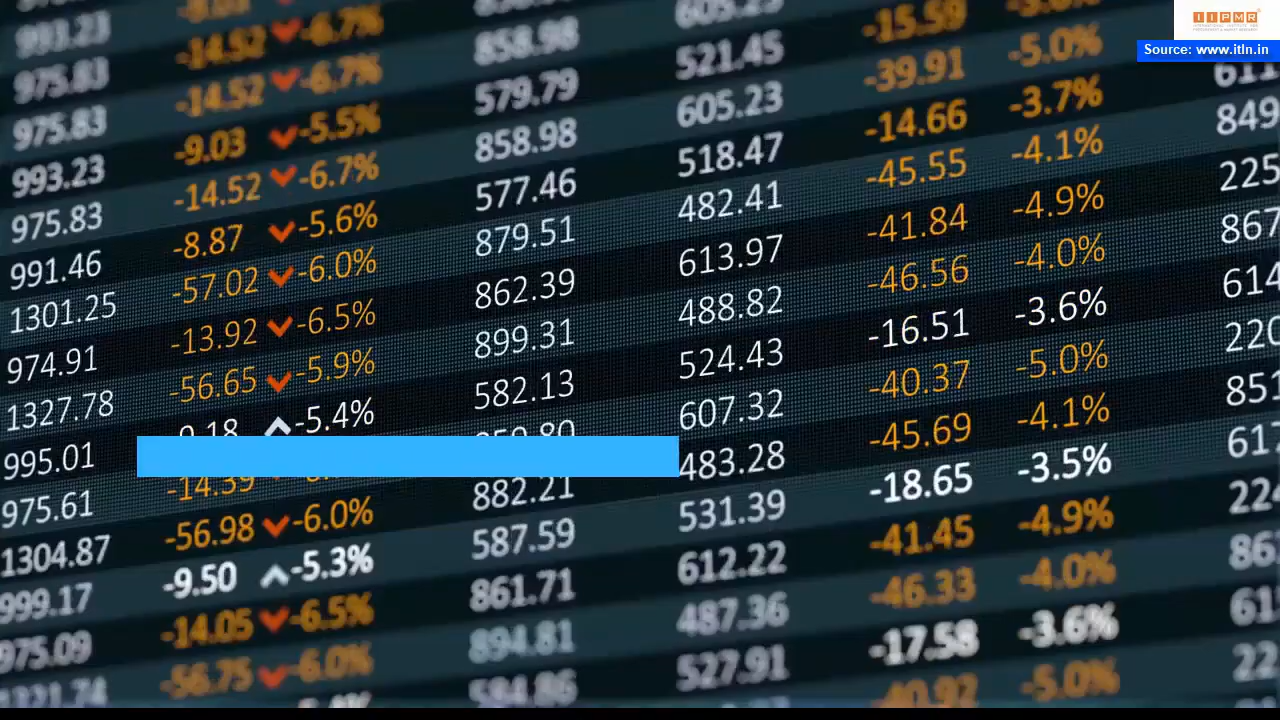 IIPMR
Source: www.itln.in
993.23 -9.03
975.83 -14.52 -6.7%
975.83 -14.52 -6.7% 605.23
993.23 -9.03 -5.5% 579.79 521.45 -15.59
975.83 -14.52 -6.7% 858.98 605.23 -39.91 -5.0%
991.46 -8.87 -5.6% 577.46 518.47 -14.66 -3.7% 611
1301.25 -57.02 -6.0% 879.51 482.41 -45.55 -4.1% 849
974.91 -13.92 -6.5% 862.39 613.97 -41.84 -4.9% 225
1327.78 -56.65 -5.9% 899.31 488.82 -46.56 -4.0% 867
995.01 -5.4% 582.13 524.43 -16.51 -3.6% 614
975.61 -14.39 607.32 -40.37 -5.0% 220
1304.87 -56.98 -6.0% 882.21 483.28 -45.69 -4.1% 851
999.17 -9.50 -5.3% 587.59 531.39 -18.65 -3.5% 617
975.09 -14.05 -6.5% 861.71 612.22 -41.45 -4.9% 224
-56.75 -6.0% 894.81 487.36 -46.33 -4.0%
584.86 527.91 -17.58 -3.6%
-40.92 -5.0%